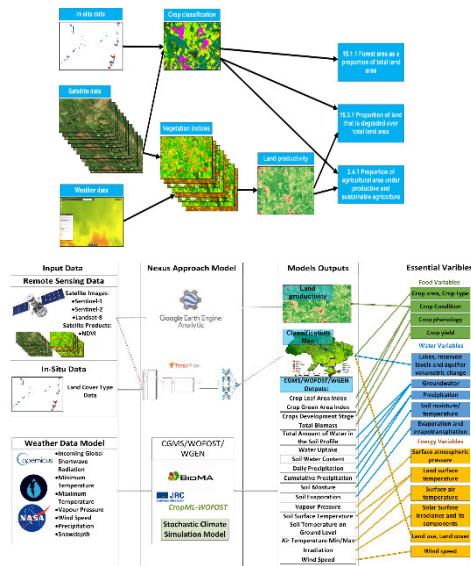 In-situ data
Crop classification
15.1.1 Forest area as a
proportion of total land
area
Satellite data
15.3.1 Proportion of land
that is degraded over
total land area
Vegetation indices
Land productivity
2.4.1 Proportion of
agricultural area under
productive and
sustainable agriculture
Weather data
Input Data
Nexus Approach Model
Models Outputs
Essential Varibles
Remote Sensing Data
Satellite Images:
•Sentinel-1
•Sentinel-2
•Landsat-8
Satellite Products:
•NDVI
In-Situ Data
Land Cover Type
Data
Weather Data Model
Copernicus
NASA
•Incoming Global
Shortwave
Radiation
•Minimum
Temperature
•Maximum
Temperature
•Vapour Pressure
•Wind Speed
•Precipitation
•Snowdepth
Google Earth Engine
Analytic
TensorFlow
CGMS/WOFOST/
WGEN
BioMA
JRC
CropML-WOFOST
Stochastic Climate
Simulation Model
Land
productivity
Classification
Map
CGMS/WOFOST/WGEN
Outputs:
Crop Leaf Area Index
Crop Green Area Index
Crops Development Stage
Total Biomass
Total Amount of Water in
the Soil Profile
Water Uptake
Soil Water Content
Daily Precipitation
Cumulative Precipitation
Soil Mosture
Soil Evaporation
Vapour Pressure
Soil Surface Temperature
Soil Temperature on
Ground Level
Air Temperature Min/Max
Irradiation
Wind Speed
Food Variables
Crop area, Crop type
Crop Condition
Crop phenology
Crop yield
Water Variables
Lakes, reservoir
levels and aquifer
volumetric change
Groundwater
Precpitation
Soil moisture/
temperature
Evaporation and
evapotranspiration
Energy Variables
Surface atmospheric
pressure
Land surface
temperature
Surface air
temperature
Solar Surface
Irradiance and its
components
Land use, Land cover
Wind speed